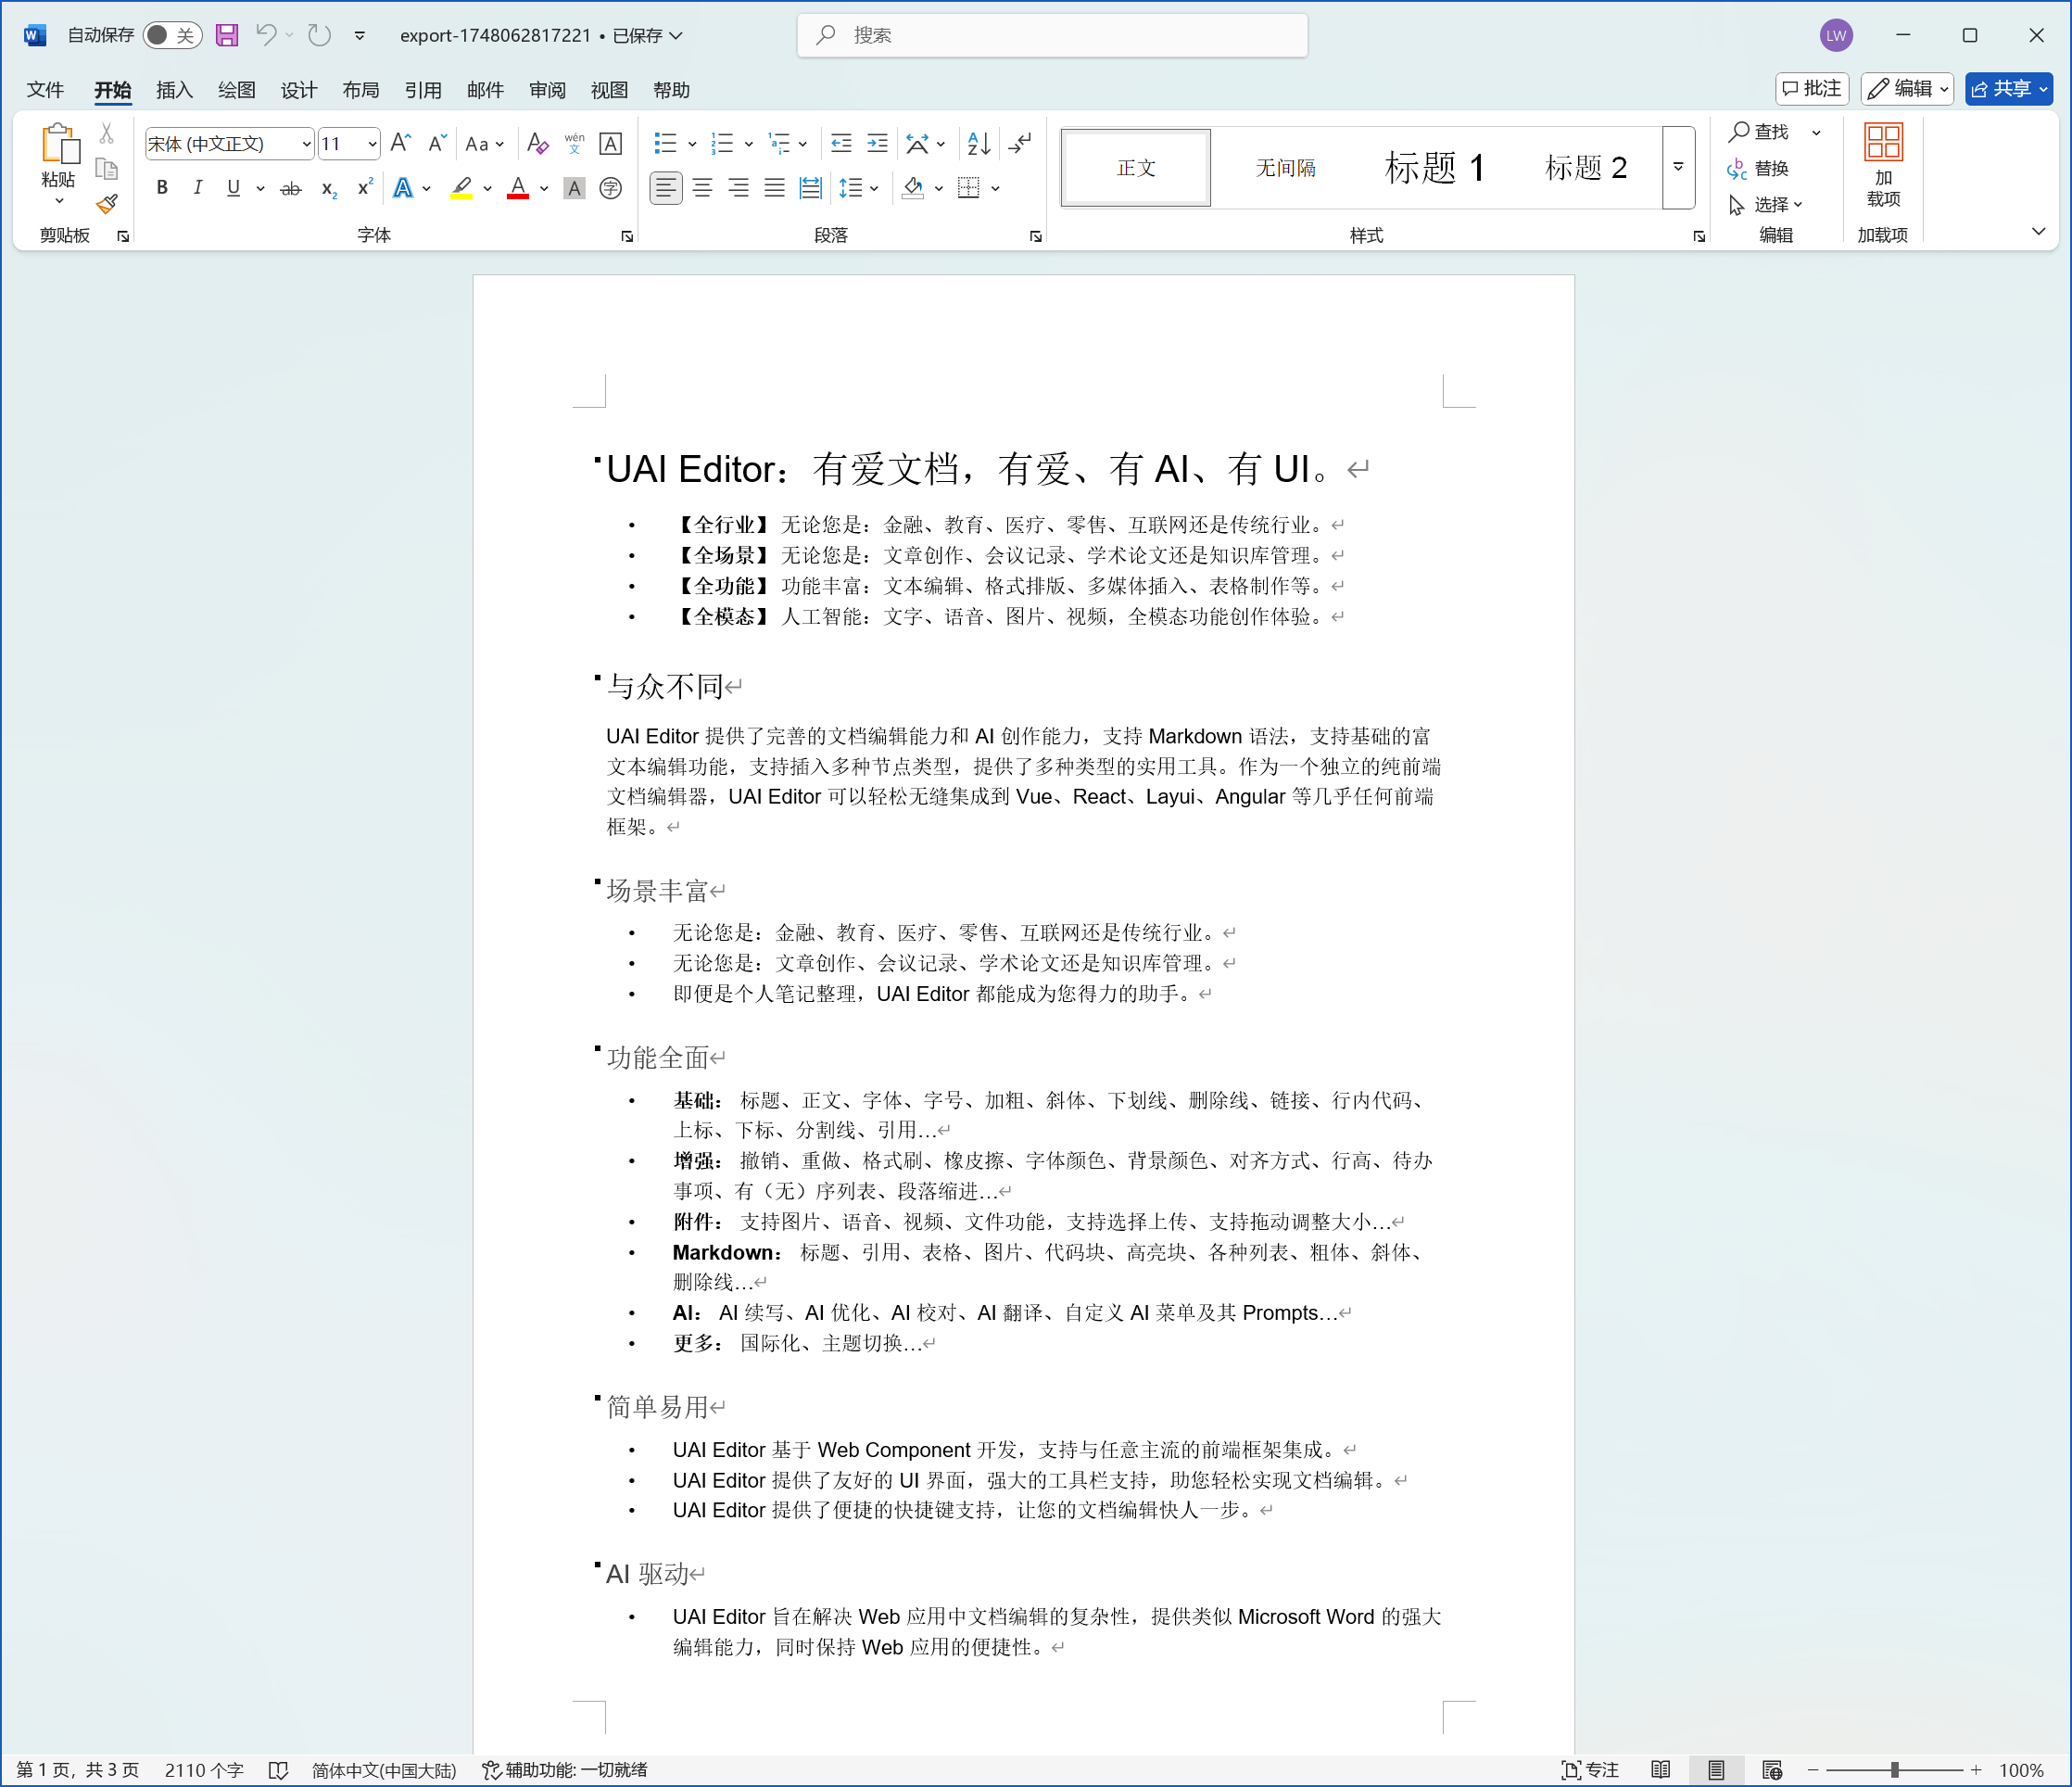 自动保存 关 export-1748062817221 • 已保存 搜索 LW
文件 开始 插入 绘图 设计 布局 引用 邮件 审阅 视图 帮助 批注 编辑 共享
粘贴
剪贴板
宋体 (中文正文) 11 Aa wén 文 A
B I U ab x₂ x² A A A 字
字体
段落
正文 无间隔 标题 1 标题 2
样式
查找
替换
选择
编辑
加载项
加载项
UAI Editor：有爱文档，有爱、有 AI、有 UI。
• 【全行业】 无论您是：金融、教育、医疗、零售、互联网还是传统行业。
• 【全场景】 无论您是：文章创作、会议记录、学术论文还是知识库管理。
• 【全功能】 功能丰富：文本编辑、格式排版、多媒体插入、表格制作等。
• 【全模态】 人工智能：文字、语音、图片、视频，全模态功能创作体验。
与众不同
UAI Editor 提供了完善的文档编辑能力和 AI 创作能力，支持 Markdown 语法，支持基础的富
文本编辑功能，支持插入多种节点类型，提供了多种类型的实用工具。作为一个独立的纯前端
文档编辑器，UAI Editor 可以轻松无缝集成到 Vue、React、Layui、Angular 等几乎任何前端
框架。
场景丰富
• 无论您是：金融、教育、医疗、零售、互联网还是传统行业。
• 无论您是：文章创作、会议记录、学术论文还是知识库管理。
• 即便是个人笔记整理，UAI Editor 都能成为您得力的助手。
功能全面
• 基础： 标题、正文、字体、字号、加粗、斜体、下划线、删除线、链接、行内代码、
上标、下标、分割线、引用…
• 增强： 撤销、重做、格式刷、橡皮擦、字体颜色、背景颜色、对齐方式、行高、待办
事项、有（无）序列表、段落缩进…
• 附件： 支持图片、语音、视频、文件功能，支持选择上传、支持拖动调整大小…
• Markdown： 标题、引用、表格、图片、代码块、高亮块、各种列表、粗体、斜体、
删除线…
• AI： AI 续写、AI 优化、AI 校对、AI 翻译、自定义 AI 菜单及其 Prompts…
• 更多： 国际化、主题切换…
简单易用
• UAI Editor 基于 Web Component 开发，支持与任意主流的前端框架集成。
• UAI Editor 提供了友好的 UI 界面，强大的工具栏支持，助您轻松实现文档编辑。
• UAI Editor 提供了便捷的快捷键支持，让您的文档编辑快人一步。
AI 驱动
• UAI Editor 旨在解决 Web 应用中文档编辑的复杂性，提供类似 Microsoft Word 的强大
编辑能力，同时保持 Web 应用的便捷性。
第 1 页，共 3 页 2110 个字 简体中文(中国大陆) 辅助功能: 一切就绪 专注 100%